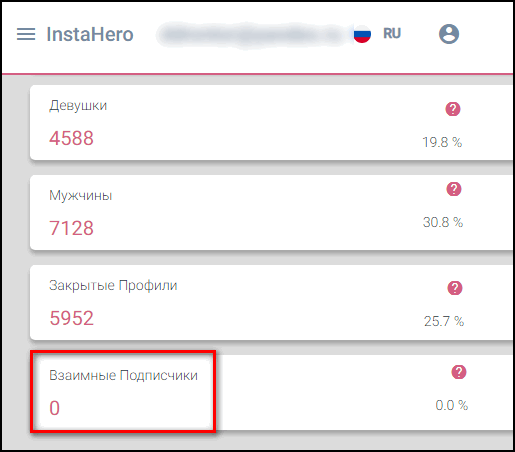 InstaHero RU
Девушки ?
4588
19.8 %
Мужчины ?
7128
30.8 %
Закрытые Профили ?
5952
25.7 %
Взаимные Подписчики ?
0
0.0 %